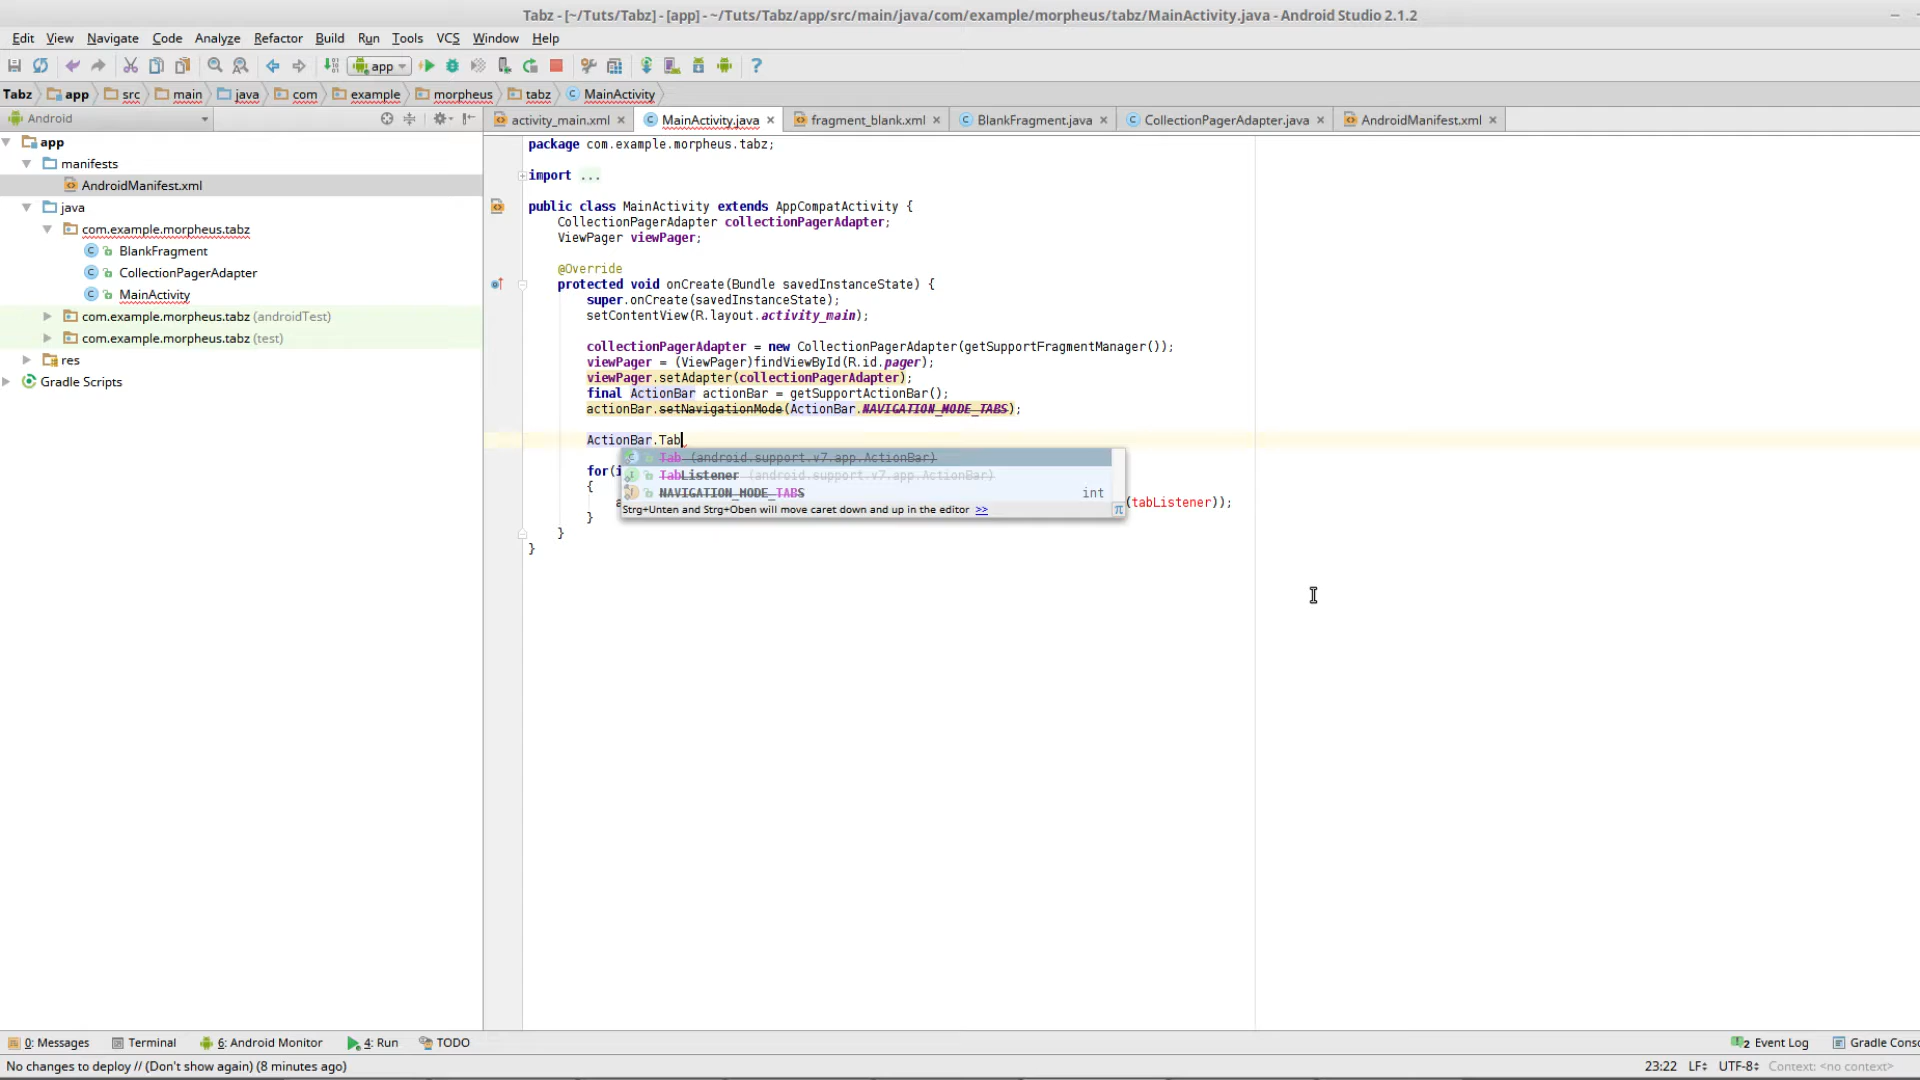 Tabz - [~/Tuts/Tabz] - [app] - ~/Tuts/Tabz/app/src/main/java/com/example/morpheus/tabz/MainActivity.java - Android Studio 2.1.2
Edit View Navigate Code Analyze Refactor Build Run Tools VCS Window Help
app
Tabz app src main java com example morpheus tabz MainActivity
Android
activity_main.xml MainActivity.java fragment_blank.xml BlankFragment.java CollectionPagerAdapter.java AndroidManifest.xml
app
manifests
AndroidManifest.xml
java
com.example.morpheus.tabz
BlankFragment
CollectionPagerAdapter
MainActivity
com.example.morpheus.tabz (androidTest)
com.example.morpheus.tabz (test)
res
Gradle Scripts
package com.example.morpheus.tabz;
import ...
public class MainActivity extends AppCompatActivity {
CollectionPagerAdapter collectionPagerAdapter;
ViewPager viewPager;
@Override
protected void onCreate(Bundle savedInstanceState) {
super.onCreate(savedInstanceState);
setContentView(R.layout.activity_main);
collectionPagerAdapter = new CollectionPagerAdapter(getSupportFragmentManager());
viewPager = (ViewPager)findViewById(R.id.pager);
viewPager.setAdapter(collectionPagerAdapter);
final ActionBar actionBar = getSupportActionBar();
actionBar.setNavigationMode(ActionBar.NAVIGATION_MODE_TABS);
ActionBar.Tab
Tab (android.support.v7.app.ActionBar)
for(i TabListener (android.support.v7.app.ActionBar)
{ NAVIGATION_MODE_TABS int
(tabListener));
Strg+Unten and Strg+Oben will move caret down and up in the editor >> π
}
}
}
0: Messages Terminal 6: Android Monitor 4: Run TODO 2 Event Log Gradle Conso
No changes to deploy // (Don't show again) (8 minutes ago) 23:22 LF UTF-8 Context: <no context>